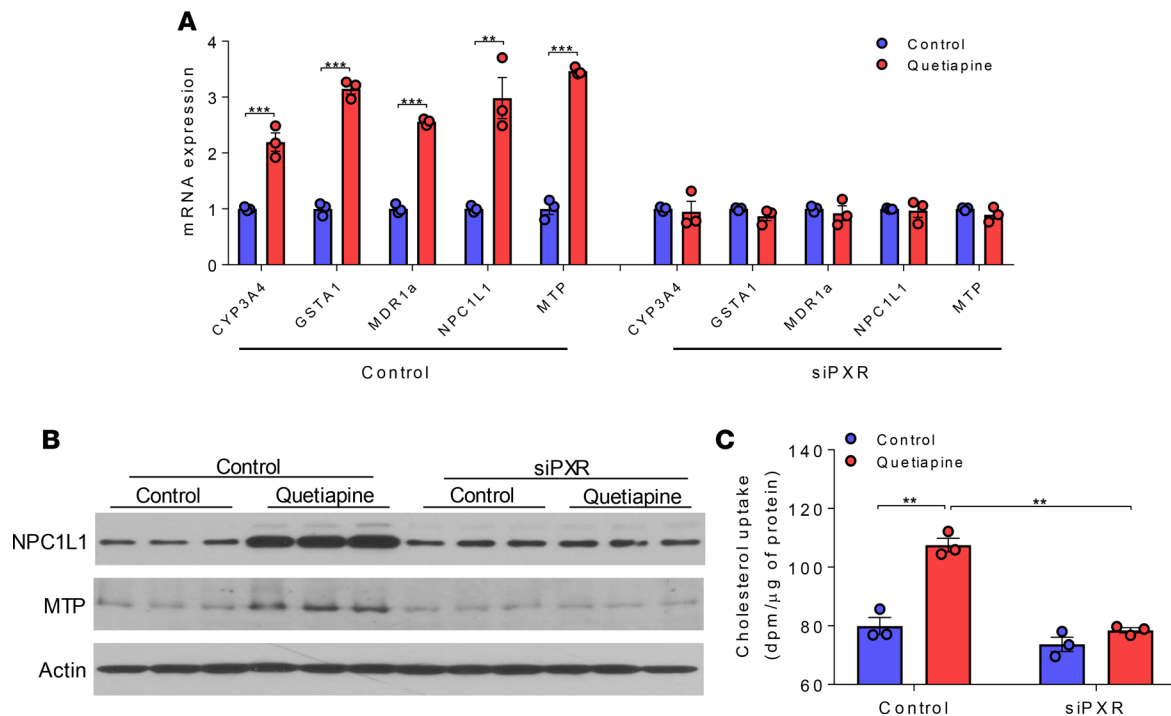 A
mRNA expression
4
3
2
1
0
*** *** *** ** ***
Control
Quetiapine
CYP3A4 GSTA1 MDR1a NPC1L1 MTP CYP3A4 GSTA1 MDR1a NPC1L1 MTP
Control siPXR
B
Control siPXR
Control Quetiapine Control Quetiapine
NPC1L1
MTP
Actin
C
Control
Quetiapine
Cholesterol uptake
(dpm/μg of protein)
140
120
100
80
60
** **
Control siPXR